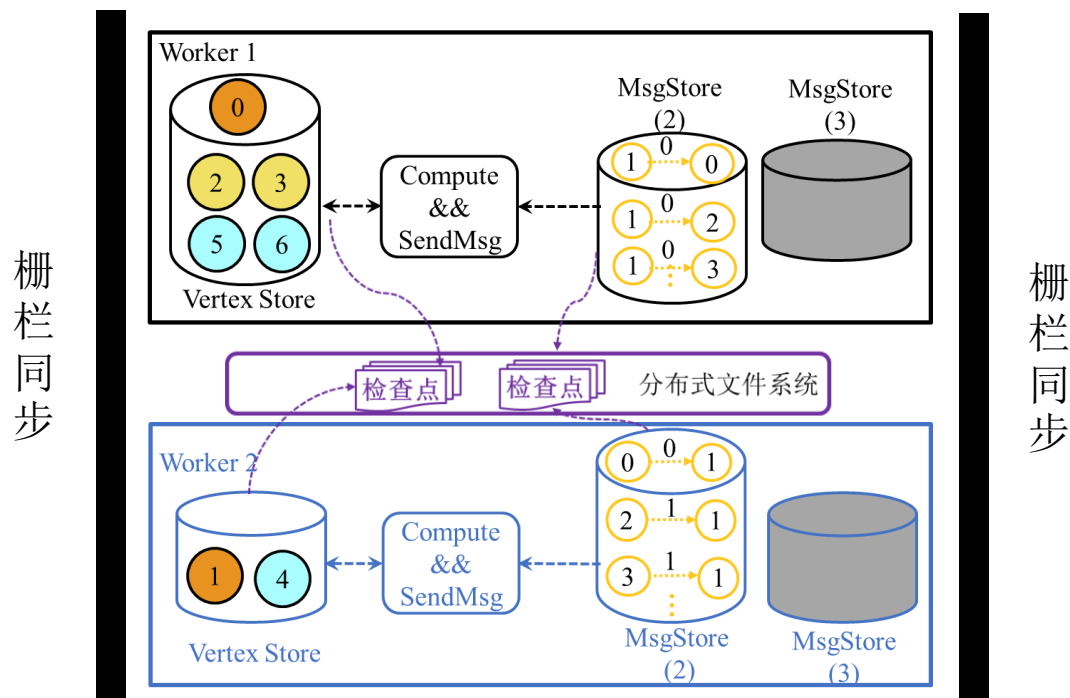 栅栏同步
Worker 1
0
2 3
5 6
Vertex Store
Compute
&&
SendMsg
MsgStore
(2)
1 0 0
1 0 2
1 0 3
MsgStore
(3)
检查点
检查点
分布式文件系统
Worker 2
1 4
Vertex Store
Compute
&&
SendMsg
0 0 1
2 1 1
3 1 1
MsgStore
(2)
MsgStore
(3)
栅栏同步